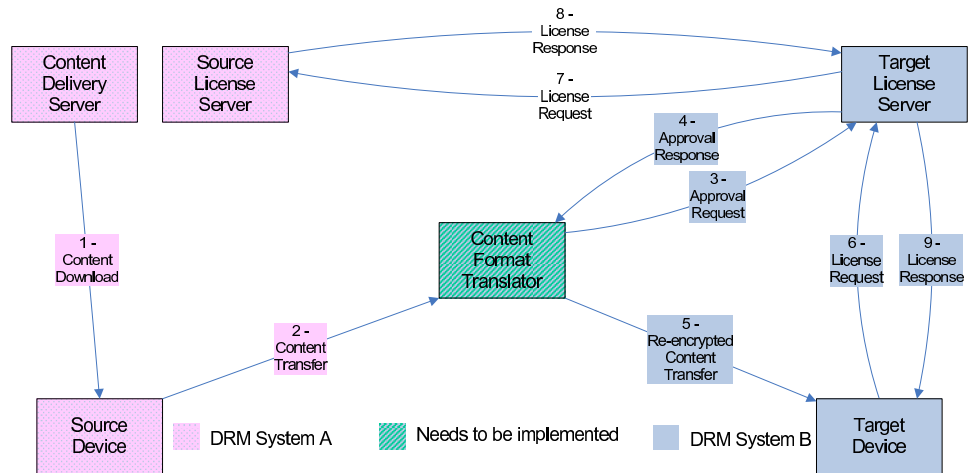 8 -
License
Response
Content
Delivery
Server
Source
License
Server
Target
License
Server
7 -
License
Request
4 -
Approval
Response
3 -
Approval
Request
1 -
Content
Download
Content
Format
Translator
6 -
License
Request
9-
License
Response
2 -
Content
Transfer
5 -
Re-encrypted
Content
Transfer
Source
Device
DRM System A
Needs to be implemented
DRM System B
Target
Device